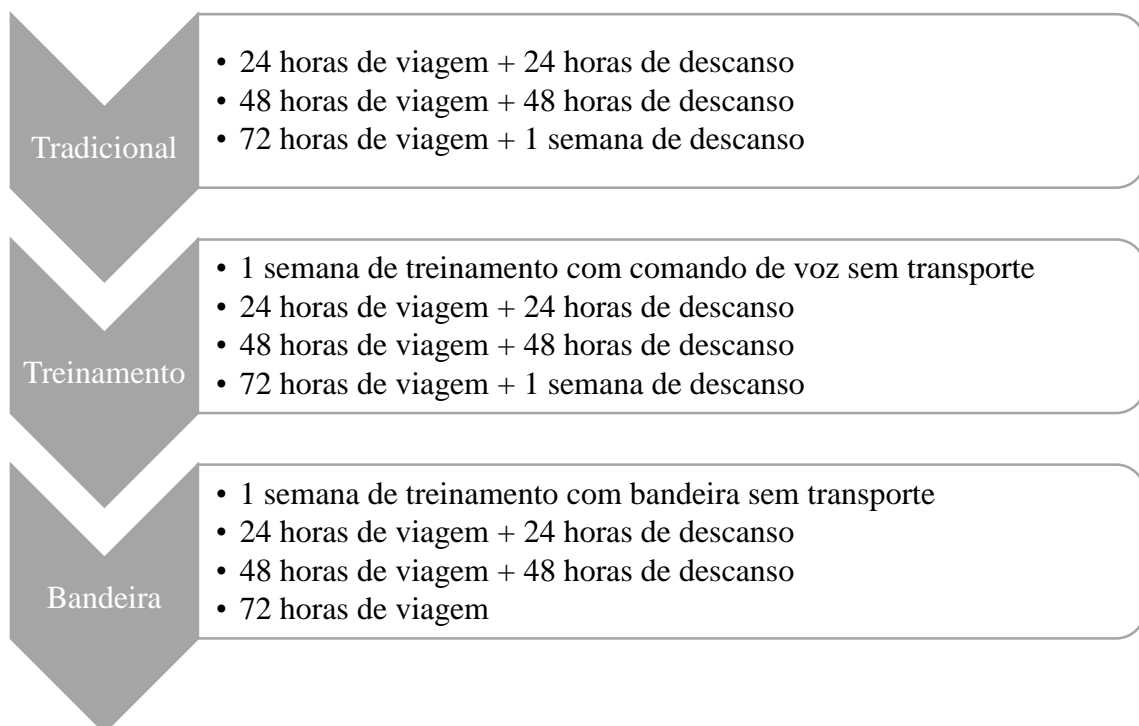 Tradicional
• 24 horas de viagem + 24 horas de descanso
• 48 horas de viagem + 48 horas de descanso
• 72 horas de viagem + 1 semana de descanso
Treinamento
• 1 semana de treinamento com comando de voz sem transporte
• 24 horas de viagem + 24 horas de descanso
• 48 horas de viagem + 48 horas de descanso
• 72 horas de viagem + 1 semana de descanso
Bandeira
• 1 semana de treinamento com bandeira sem transporte
• 24 horas de viagem + 24 horas de descanso
• 48 horas de viagem + 48 horas de descanso
• 72 horas de viagem